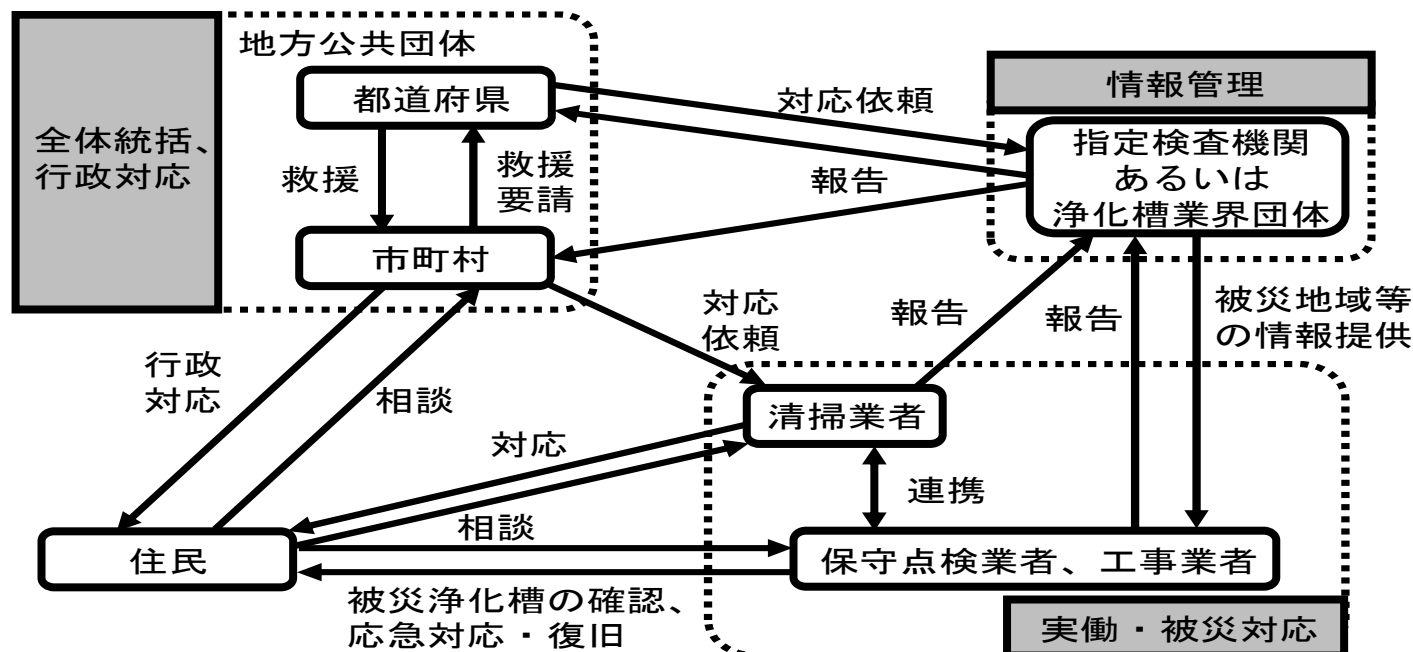 地方公共団体
全体統括、
行政対応
都道府県
救援
救援
要請
市町村
対応依頼
報告
情報管理
指定検査機関
あるいは
浄化槽業界団体
対応
依頼
報告
報告
被災地域等
の情報提供
行政
対応
相談
清掃業者
対応
連携
相談
住民
保守点検業者、工事業者
被災浄化槽の確認、
応急対応・復旧
実働・被災対応